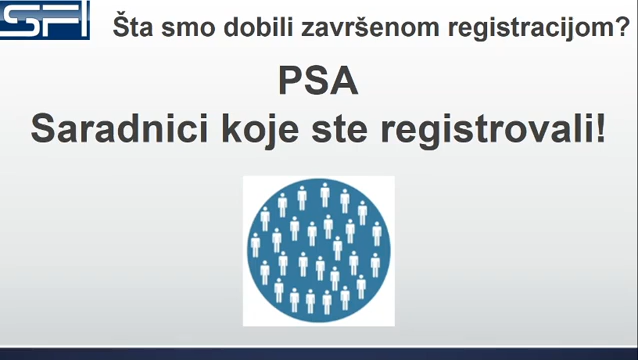 SFI
Šta smo dobili završenom registracijom?
PSA
Saradnici koje ste registrovali!